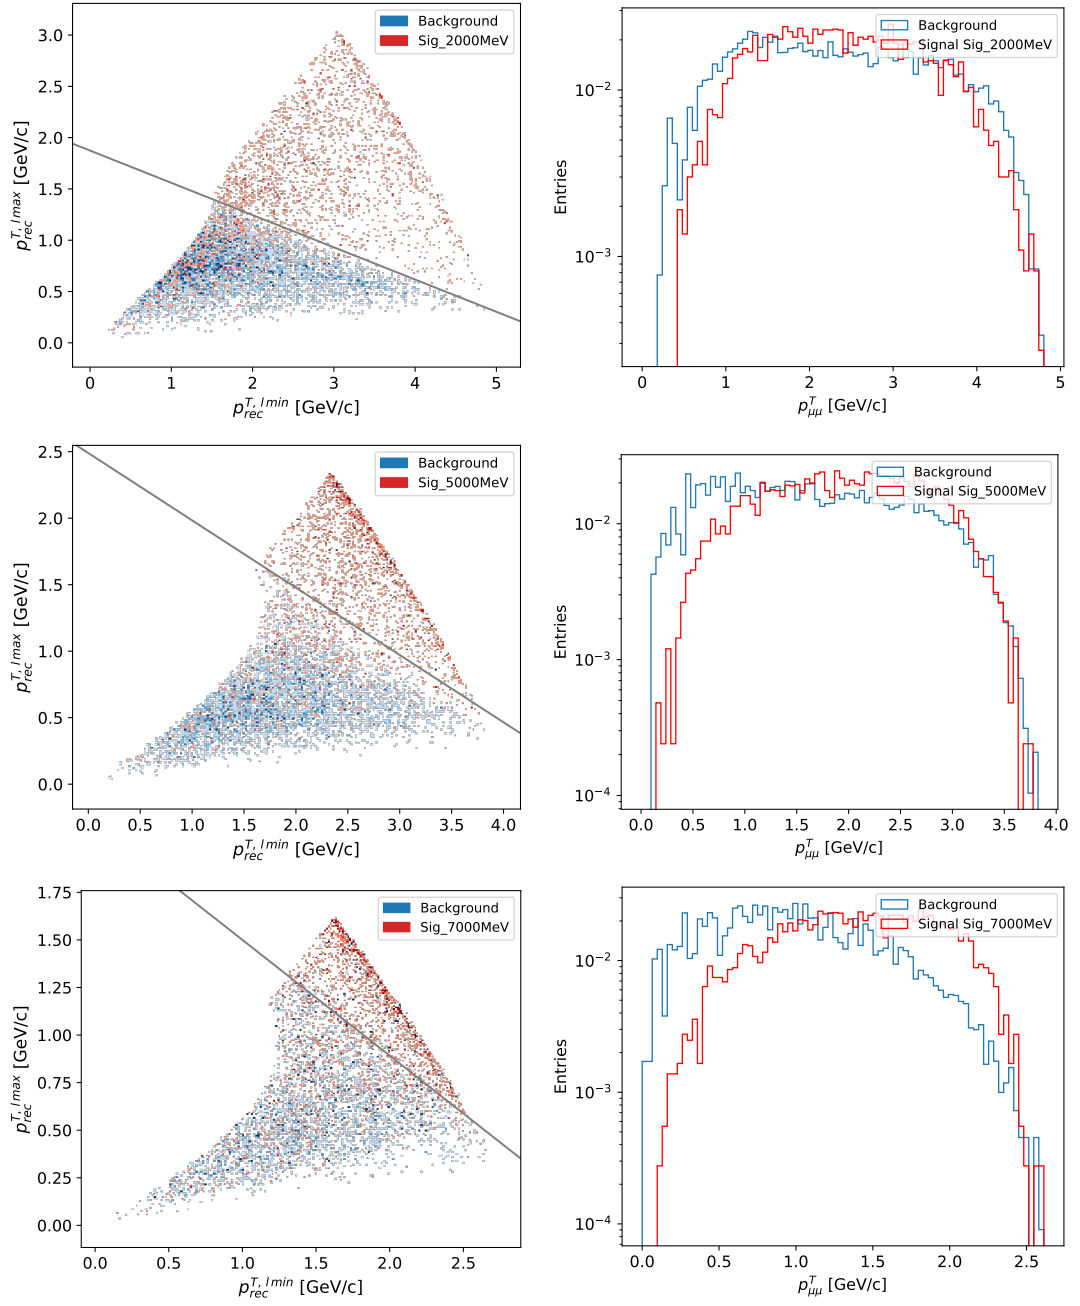 Background
Sig_2000MeV
3.0
2.5
2.0
1.5
1.0
0.5
0.0
p_rec^{T, l max} [GeV/c]
0 1 2 3 4 5
p_rec^{T, l min} [GeV/c]
Background
Signal Sig_2000MeV
10^{-2}
10^{-3}
Entries
0 1 2 3 4 5
p_{μμ}^T [GeV/c]
Background
Sig_5000MeV
2.5
2.0
1.5
1.0
0.5
0.0
p_rec^{T, l max} [GeV/c]
0.0 0.5 1.0 1.5 2.0 2.5 3.0 3.5 4.0
p_rec^{T, l min} [GeV/c]
Background
Signal Sig_5000MeV
10^{-2}
10^{-3}
10^{-4}
Entries
0.0 0.5 1.0 1.5 2.0 2.5 3.0 3.5 4.0
p_{μμ}^T [GeV/c]
Background
Sig_7000MeV
1.75
1.50
1.25
1.00
0.75
0.50
0.25
0.00
p_rec^{T, l max} [GeV/c]
0.0 0.5 1.0 1.5 2.0 2.5
p_rec^{T, l min} [GeV/c]
Background
Signal Sig_7000MeV
10^{-2}
10^{-3}
10^{-4}
Entries
0.0 0.5 1.0 1.5 2.0 2.5
p_{μμ}^T [GeV/c]